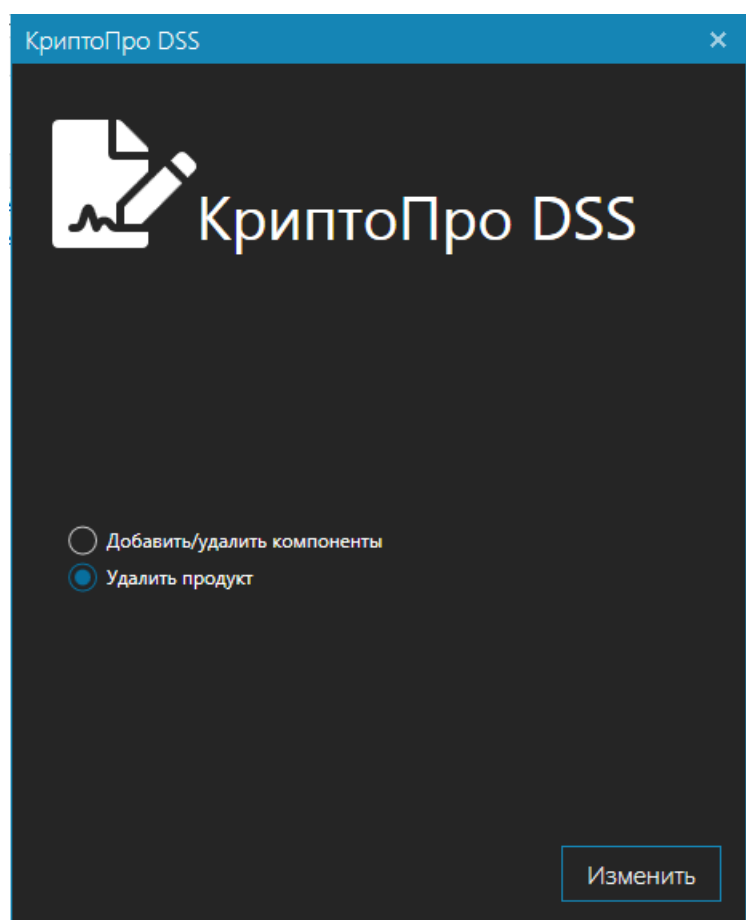 КриптоПро DSS
КриптоПро DSS
Добавить/удалить компоненты
Удалить продукт
Изменить